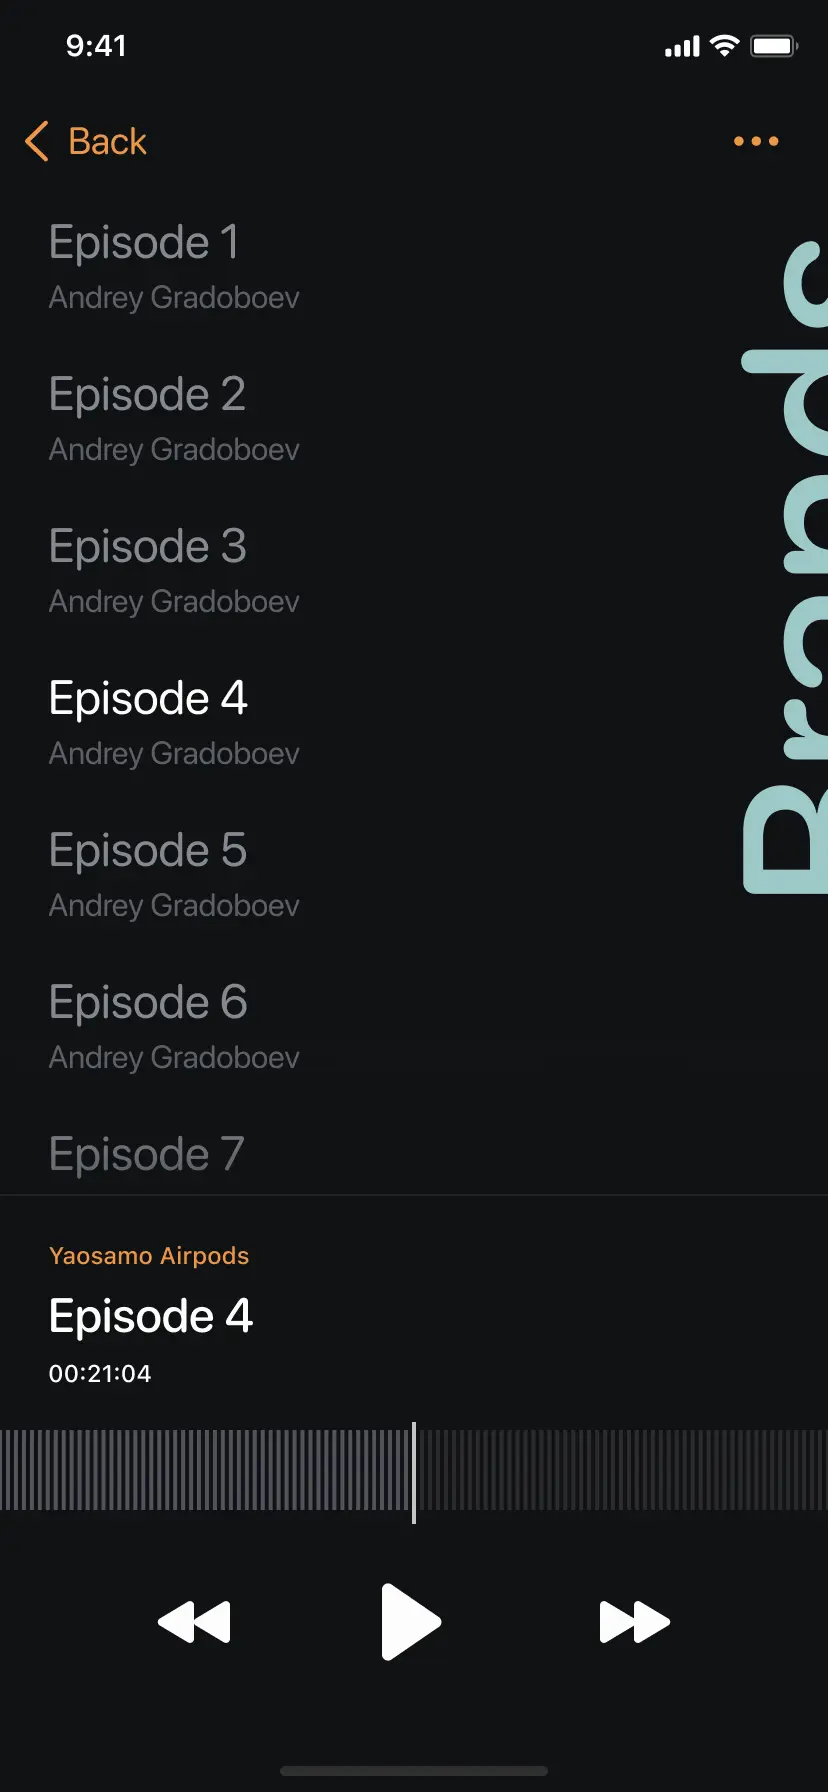 9:41
Back
Episode 1
Andrey Gradoboev
Episode 2
Andrey Gradoboev
Episode 3
Andrey Gradoboev
Episode 4
Andrey Gradoboev
Episode 5
Andrey Gradoboev
Episode 6
Andrey Gradoboev
Episode 7
Brands
Yaosamo Airpods
Episode 4
00:21:04